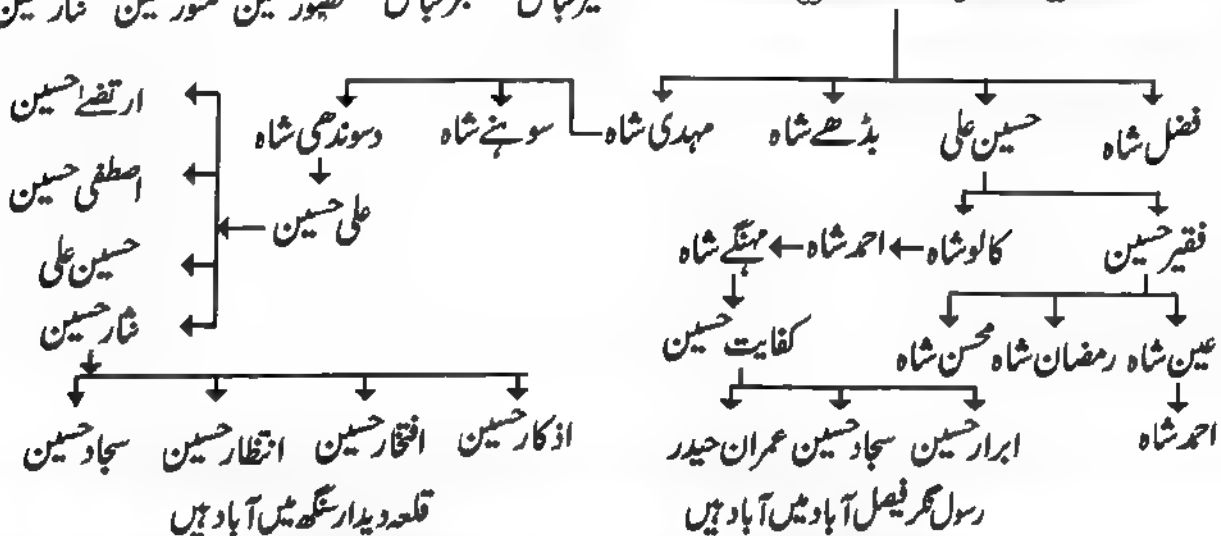 فضل شاہ حسین علی بڈھے شاہ مہدی شاہ سوہنے شاہ دسوندھی شاہ ارتضےٰ حسین
فقیر حسین کالو شاہ احمد شاہ مہنگے شاہ علی حسین اصطفی حسین
حسین علی
عین شاہ رمضان شاہ محسن شاہ کفایت حسین نثار حسین
احمد شاہ ابرار حسین سجاد حسین عمران حیدر اذکار حسین افتخار حسین انتظار حسین سجاد حسین
رسول نگر فیصل آباد میں آباد ہیں قلعہ دیدار سنگھ میں آباد ہیں